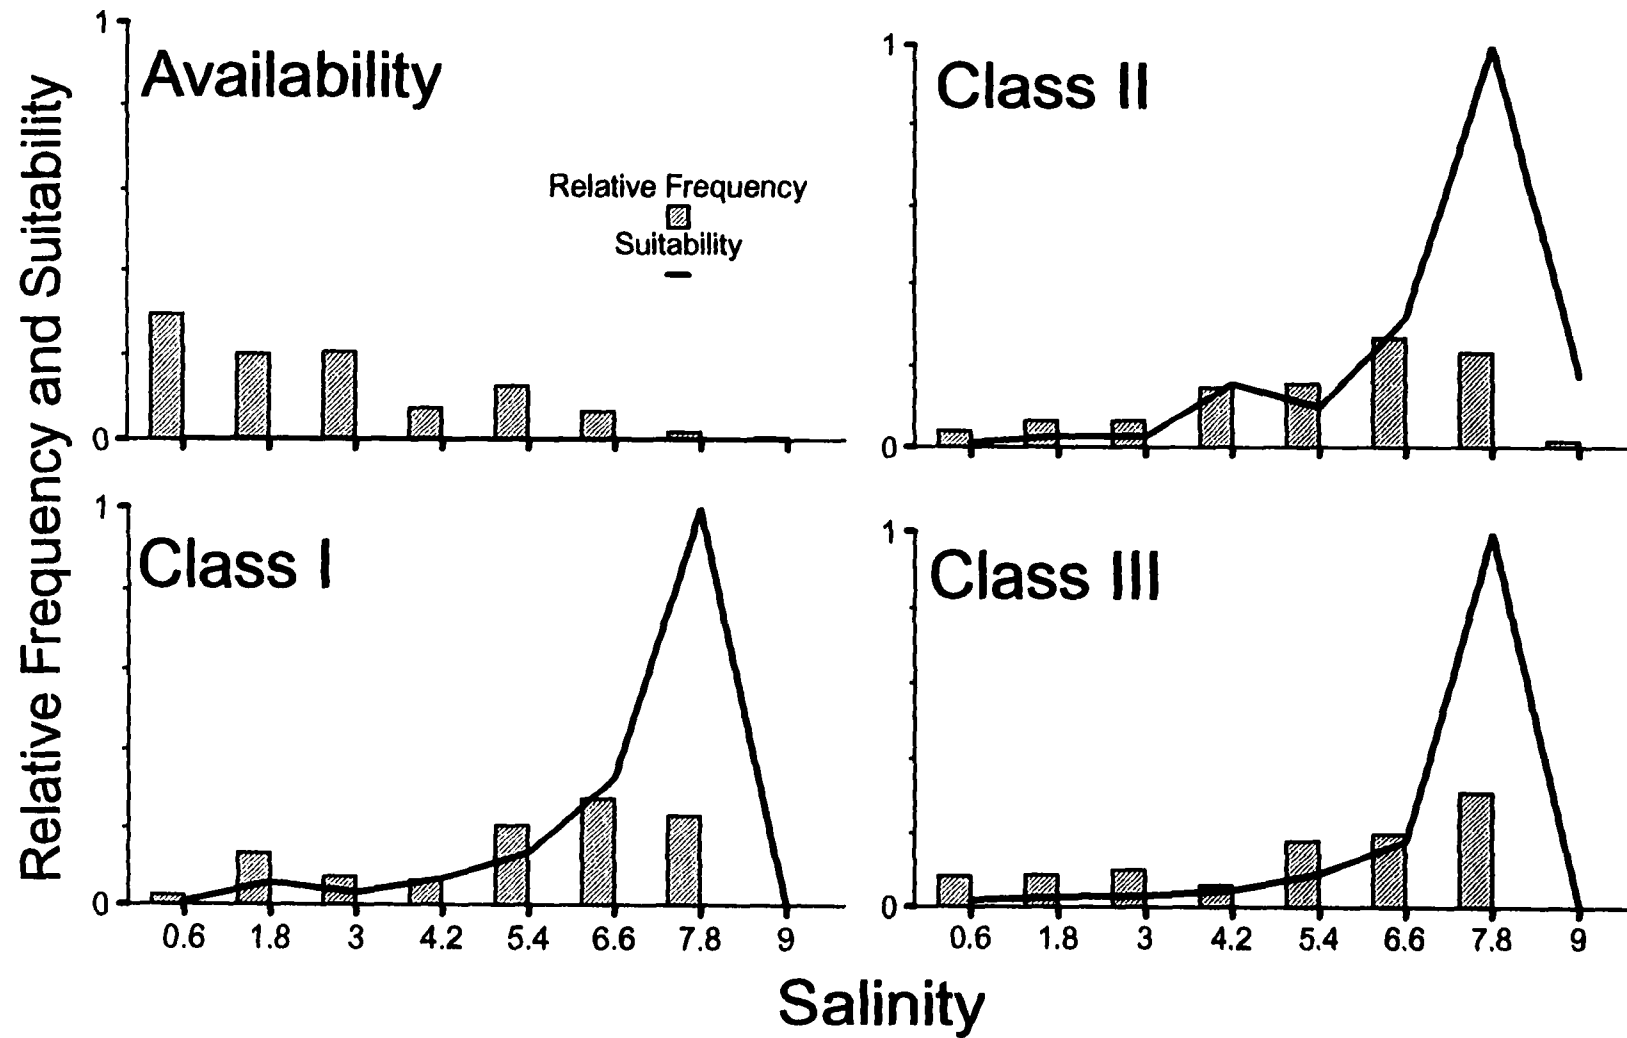 Relative Frequency and Suitability
1
Availability
Relative Frequency
Suitability
0
1
Class II
0
1
Class I
0
0.6 1.8 3 4.2 5.4 6.6 7.8 9
1
Class III
0
0.6 1.8 3 4.2 5.4 6.6 7.8 9
Salinity